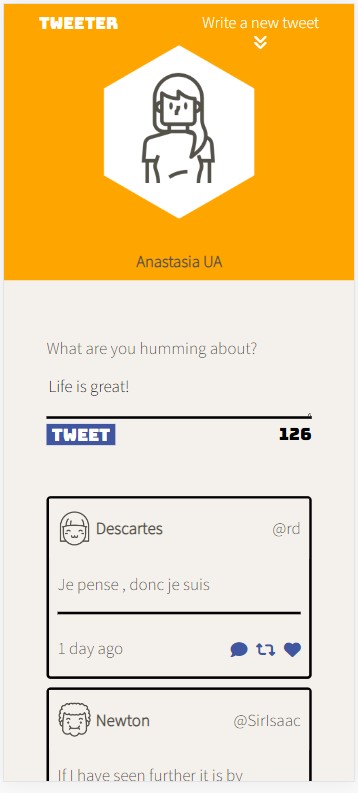 TWEETER
Write a new tweet
Anastasia UA
What are you humming about?
Life is great!
TWEET 126
Descartes @rd
Je pense , donc je suis
1 day ago
Newton @SirIsaac
If I have seen further it is by